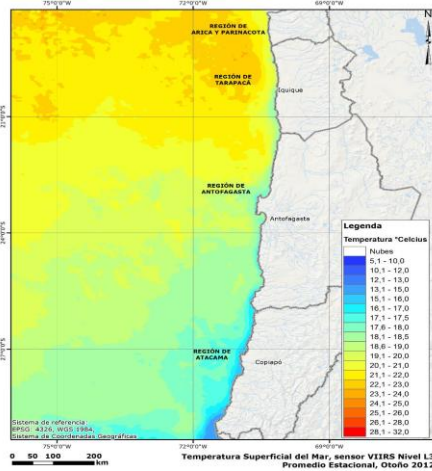 75°0'0"S
72°0'0"S
69°0'0"S
N
REGIÓN DE
ARICA Y PARINACOTA
REGIÓN DE
TARAPACÁ
Iquique
21°0'0"S
REGIÓN DE
ANTOFAGASTA
Antofagasta
24°0'0"S
Legenda
Temperatura °Celcius
Nubes
5,1 - 10,0
10,1 - 12,0
12,1 - 13,0
13,1 - 15,0
15,1 - 16,0
16,1 - 17,0
17,1 - 17,5
17,6 - 18,0
18,1 - 18,5
18,6 - 19,0
19,1 - 20,0
20,1 - 21,0
21,1 - 22,0
22,1 - 23,0
23,1 - 24,0
24,1 - 25,0
25,1 - 26,0
26,1 - 28,0
28,1 - 32,0
27°0'0"S
REGIÓN DE
ATACAMA
Copiapó
Sistema de referencia
EPSG: 4326, WGS 1984,
Sistema de Coordenadas Geográficas
75°0'0"S
72°0'0"S
69°0'0"S
0 50 100 200
km
Temperatura Superficial del Mar, sensor VIIRS Nivel L3
Promedio Estacional, Otoño 2017